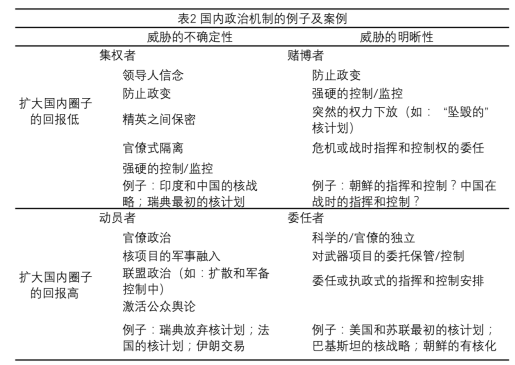 表2 国内政治机制的例子及案例
威胁的不确定性 威胁的明晰性
集权者 赌博者
领导人信念 防止政变
防止政变 强硬的控制/监控
扩大国内圈子
的回报低
精英之间保密
突然的权力下放（如： “坠毁的”
核计划）
官僚式隔离 危机或战时指挥和控制权的委任
强硬的控制/监控
例子：印度和中国的核战
略；瑞典最初的核计划
例子：朝鲜的指挥和控制？中国在
战时的指挥和控制？
动员者 委任者
官僚政治 科学的/官僚的独立
核项目的军事融入 对武器项目的委托保管/控制
扩大国内圈子
的回报高
联盟政治（如：扩散和军备
控制中）
委任或执政式的指挥和控制安排
激活公众舆论
例子：瑞典放弃核计划；法
国的核计划；伊朗交易
例子：美国和苏联最初的核计划；
巴基斯坦的核战略；朝鲜的有核化